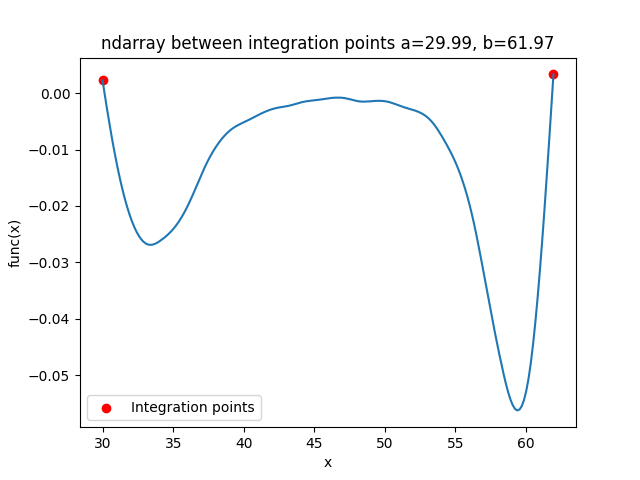 ndarray between integration points a=29.99, b=61.97
func(x)
0.00
−0.01
−0.02
−0.03
−0.04
−0.05
Integration points
30 35 40 45 50 55 60
x